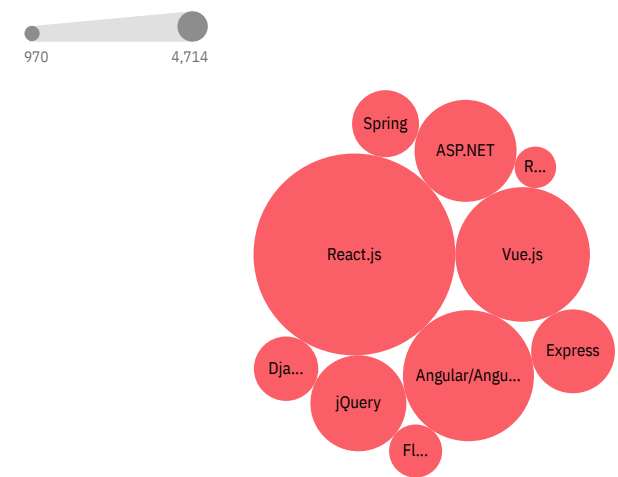 970
4,714
Spring
ASP.NET
R...
React.js
Vue.js
Express
Dja...
Angular/Angu...
jQuery
Fl...